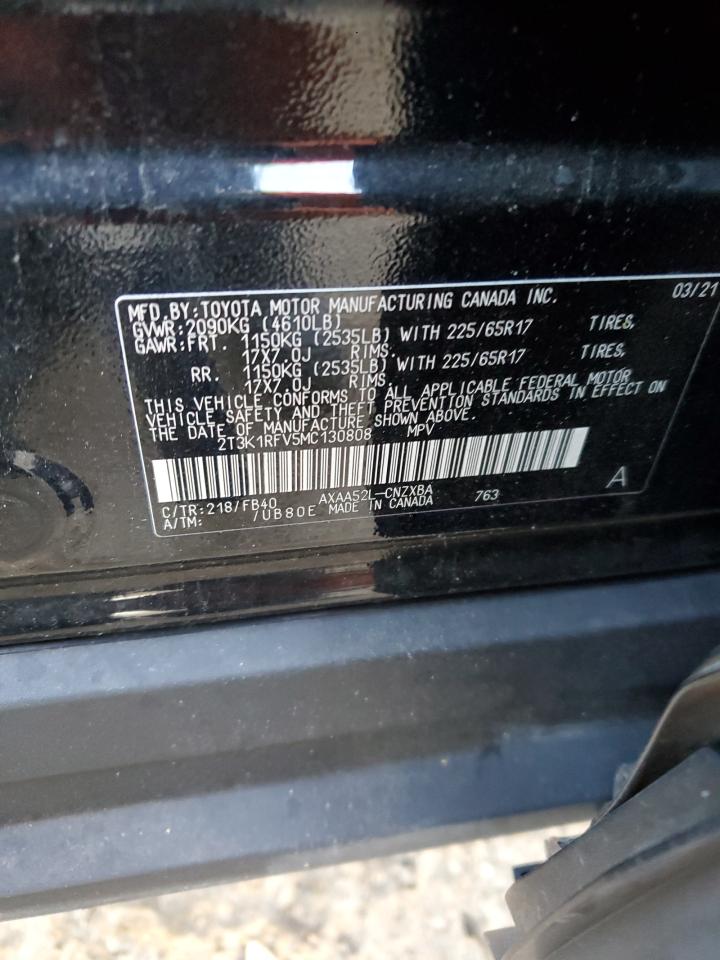 MFD.BY:TOYOTA MOTOR MANUFACTURING CANADA INC. 03/21
GVWR:2090KG (4610LB)
GAWR:FRT. 1150KG (2535LB) WITH 225/65R17 TIRES,
17X7.0J RIMS.
RR. 1150KG (2535LB) WITH 225/65R17 TIRES,
17X7.0J RIMS.
THIS VEHICLE CONFORMS TO ALL APPLICABLE FEDERAL MOTOR
VEHICLE SAFETY AND THEFT PREVENTION STANDARDS IN EFFECT ON
THE DATE OF MANUFACTURE SHOWN ABOVE.
2T3K1RFV5MC130808 MPV
C/TR:218/FB40 AXAA52L-CNZXBA 763 A
A/TM: /UB80E MADE IN CANADA